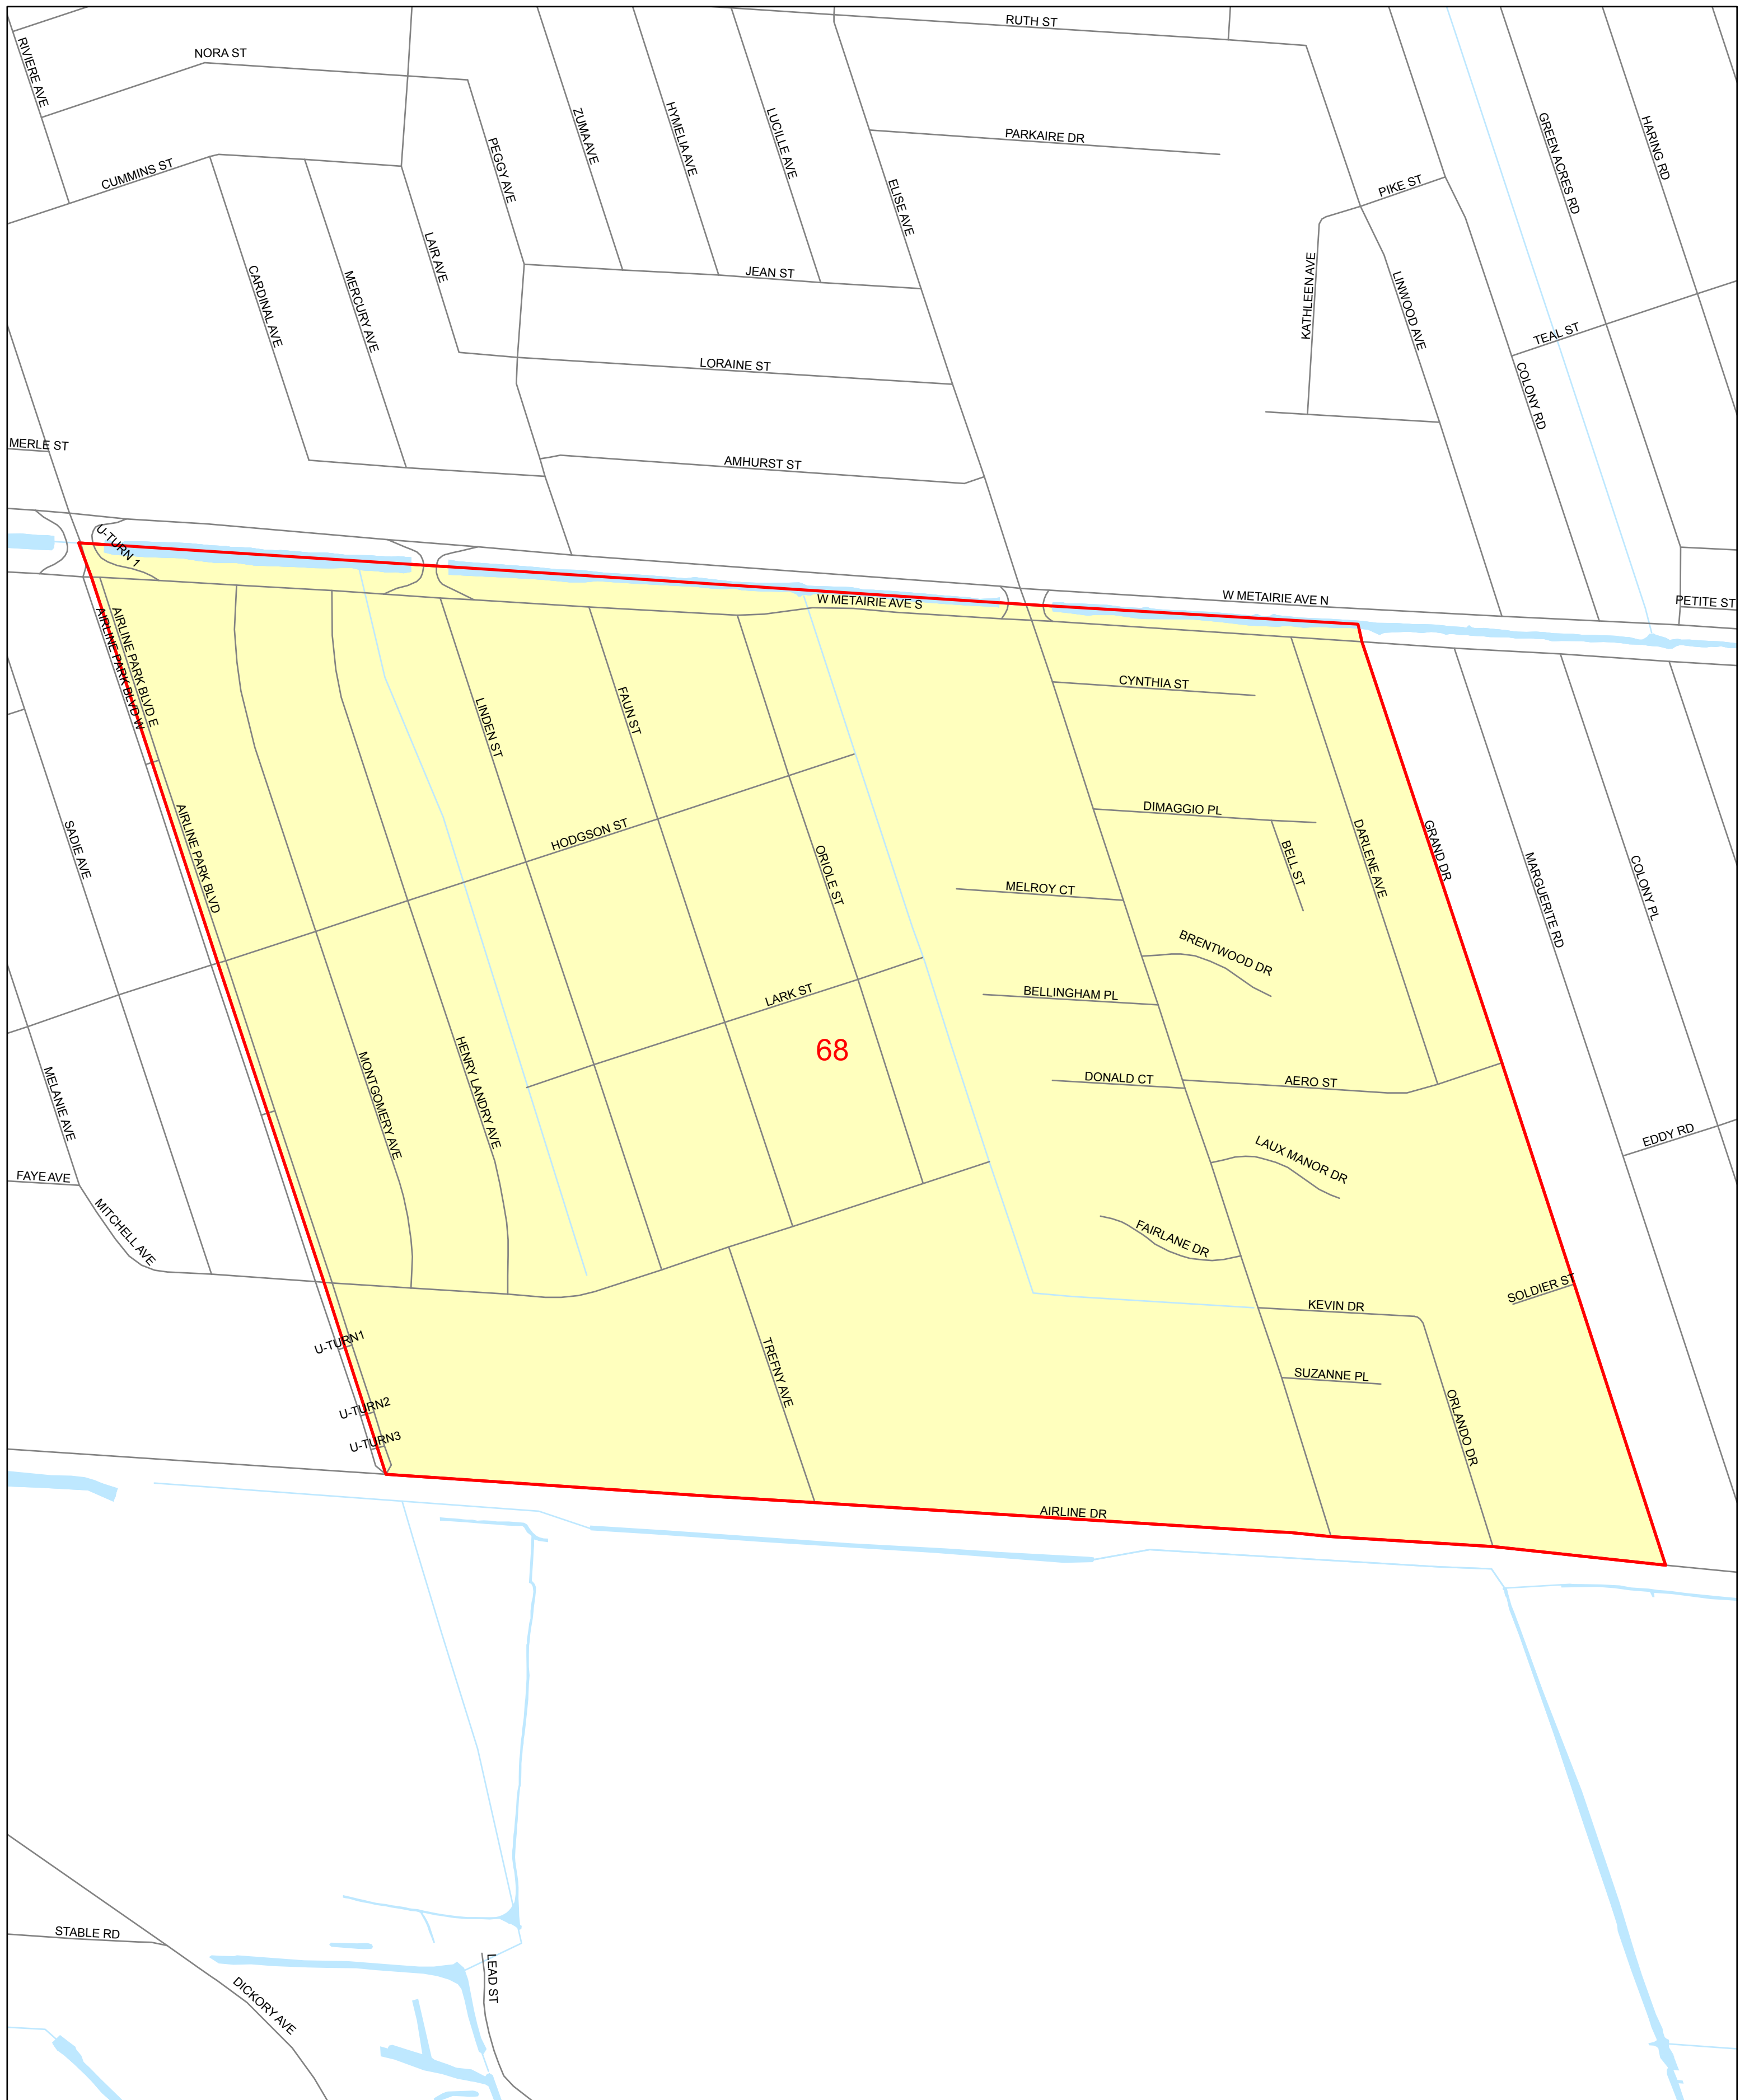 RUTH ST
RIVIERE AVE
NORA ST
ZUMA AVE
HYMELIA AVE
LUCILLE AVE
PARKAIRE DR
GREEN ACRES RD
HARING RD
PEGGY AVE
CUMMINS ST
ELISE AVE
PIKE ST
LAIR AVE
CARDINAL AVE
MERCURY AVE
JEAN ST
KATHLEEN AVE
LINWOOD AVE
TEAL ST
LORAINE ST
COLONY RD
MERLE ST
AMHURST ST
U-TURN 1
W METAIRIE AVE S
W METAIRIE AVE N
PETITE ST
AIRLINE PARK BLVD W
AIRLINE PARK BLVD E
CYNTHIA ST
LINDEN ST
FAUN ST
DIMAGGIO PL
SADIE AVE
AIRLINE PARK BLVD
HODGSON ST
ORIOLE ST
BELL ST
DARLENE AVE
GRAND DR
MARGUERITE RD
COLONY PL
MELROY CT
BRENTWOOD DR
BELLINGHAM PL
LARK ST
68
MELANIE AVE
MONTGOMERY AVE
HENRY LANDRY AVE
DONALD CT
AERO ST
EDDY RD
LAUX MANOR DR
FAYE AVE
MITCHELL AVE
FAIRLANE DR
SOLDIER ST
KEVIN DR
U-TURN1
TREFNY AVE
SUZANNE PL
ORLANDO DR
U-TURN2
U-TURN3
AIRLINE DR
STABLE RD
LEAD ST
DICKORY AVE